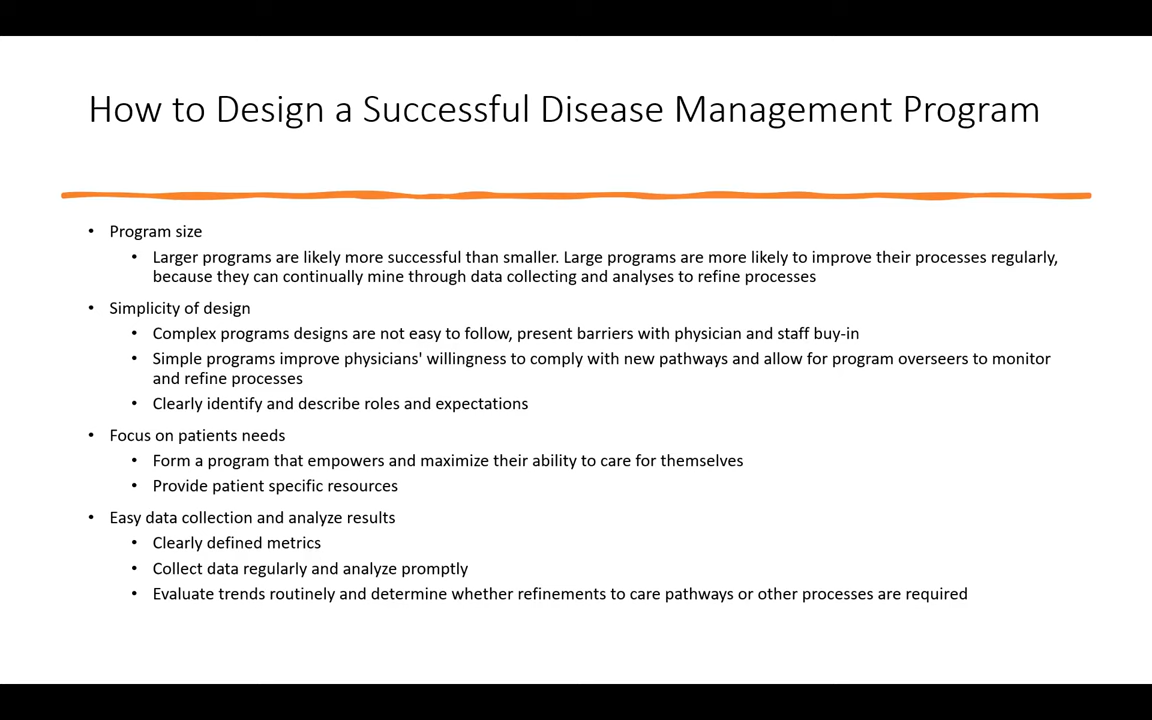 How to Design a Successful Disease Management Program
• Program size
• Larger programs are likely more successful than smaller. Large programs are more likely to improve their processes regularly,
because they can continually mine through data collecting and analyses to refine processes
• Simplicity of design
• Complex programs designs are not easy to follow, present barriers with physician and staff buy-in
• Simple programs improve physicians' willingness to comply with new pathways and allow for program overseers to monitor
and refine processes
• Clearly identify and describe roles and expectations
• Focus on patients needs
• Form a program that empowers and maximize their ability to care for themselves
• Provide patient specific resources
• Easy data collection and analyze results
• Clearly defined metrics
• Collect data regularly and analyze promptly
• Evaluate trends routinely and determine whether refinements to care pathways or other processes are required